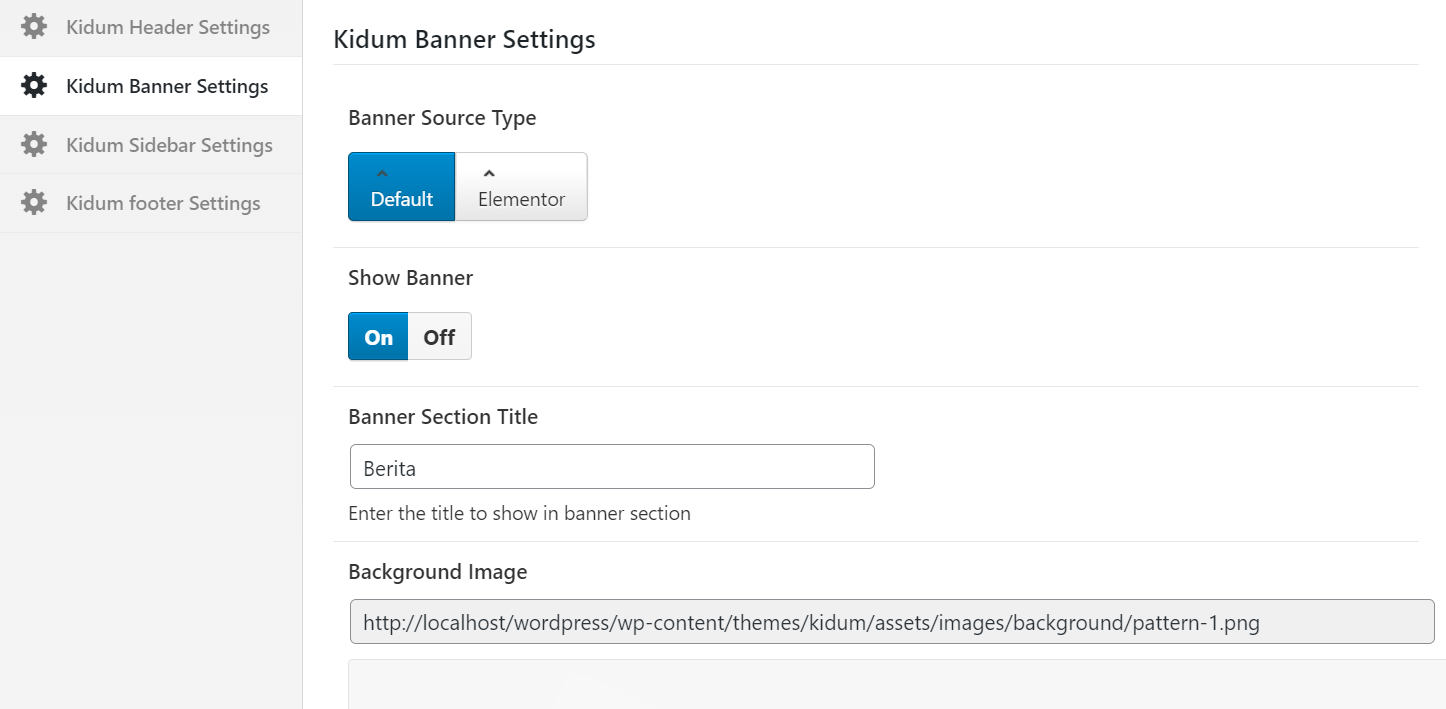 Kidum Header Settings
Kidum Banner Settings
Kidum Sidebar Settings
Kidum footer Settings
Kidum Banner Settings
Banner Source Type
Default
Elementor
Show Banner
On
Off
Banner Section Title
Berita
Enter the title to show in banner section
Background Image
http://localhost/wordpress/wp-content/themes/kidum/assets/images/background/pattern-1.png